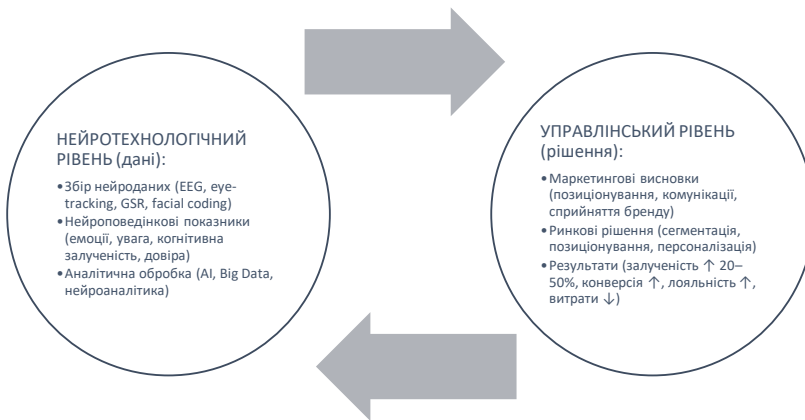 НЕЙРОТЕХНОЛОГІЧНИЙ
РІВЕНЬ (дані):
•Збір нейроданих (EEG, eye-
tracking, GSR, facial coding)
•Нейроповедінкові показники
(емоції, увага, когнітивна
залученість, довіра)
•Аналітична обробка (AI, Big Data,
нейроаналітика)
УПРАВЛІНСЬКИЙ РІВЕНЬ
(рішення):
•Маркетингові висновки
(позиціонування, комунікації,
сприйняття бренду)
•Ринкові рішення (сегментація,
позиціонування, персоналізація)
•Результати (залученість ↑ 20–
50%, конверсія ↑, лояльність ↑,
витрати ↓)